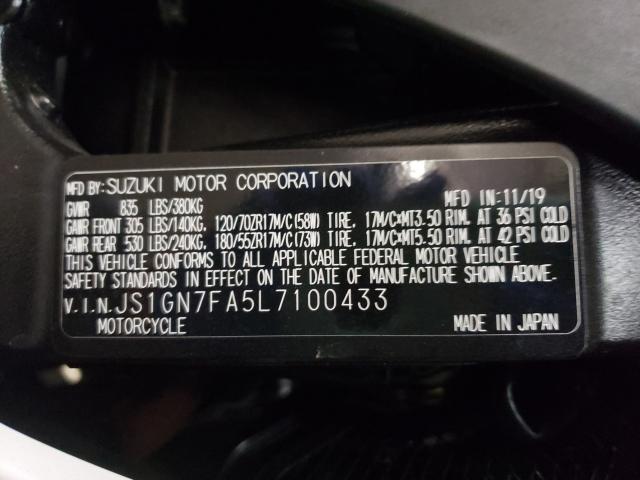 MFD BY: SUZUKI MOTOR CORPORATION MFD IN: 11/19
GVWR 835 LBS/380KG
GAWR FRONT 305 LBS/140KG, 120/70ZR17M/C(58W) TIRE, 17M/C×MT3.50 RIM. AT 36 PSI COLD
GAWR REAR 530 LBS/240KG, 180/55ZR17M/C(73W) TIRE, 17M/C×MT5.50 RIM. AT 42 PSI COLD
THIS VEHICLE CONFORMS TO ALL APPLICABLE FEDERAL MOTOR VEHICLE
SAFETY STANDARDS IN EFFECT ON THE DATE OF MANUFACTURE SHOWN ABOVE.
V.I.N. JS1GN7FA5L7100433
MOTORCYCLE MADE IN JAPAN